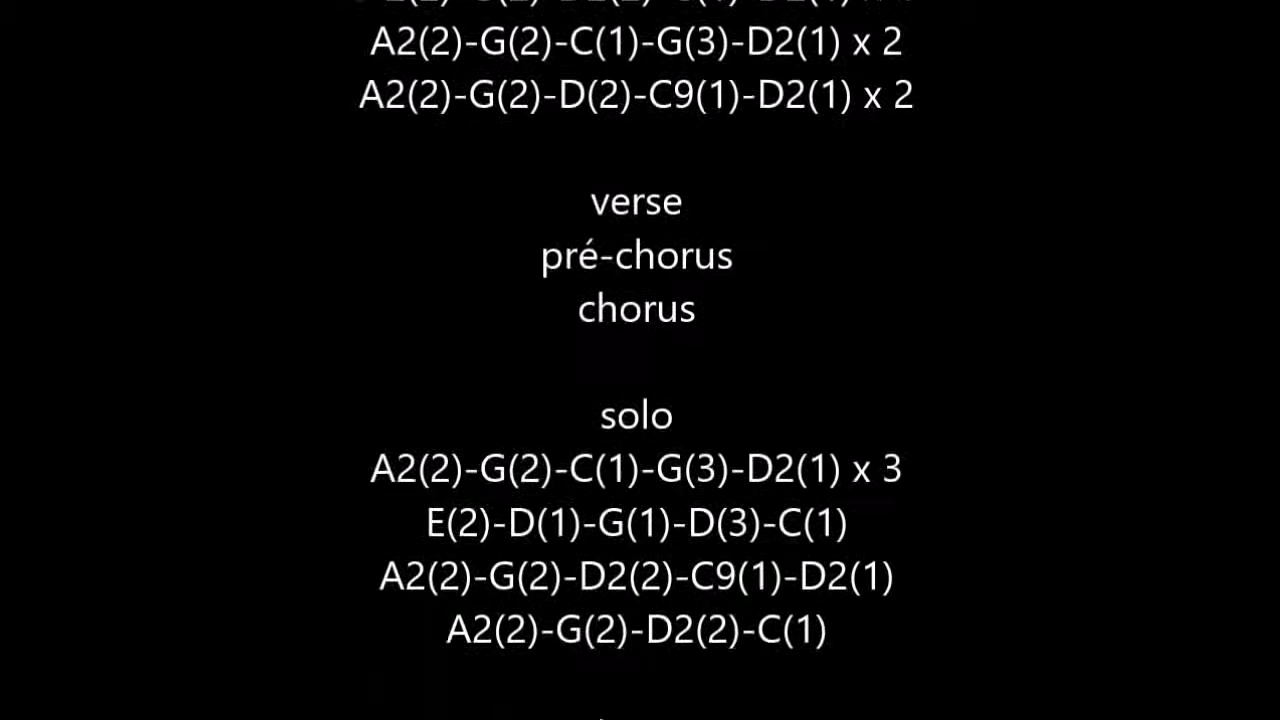 A2(2)-G(2)-C(1)-G(3)-D2(1) x 2
A2(2)-G(2)-D(2)-C9(1)-D2(1) x 2
verse
pré-chorus
chorus
solo
A2(2)-G(2)-C(1)-G(3)-D2(1) x 3
E(2)-D(1)-G(1)-D(3)-C(1)
A2(2)-G(2)-D2(2)-C9(1)-D2(1)
A2(2)-G(2)-D2(2)-C(1)